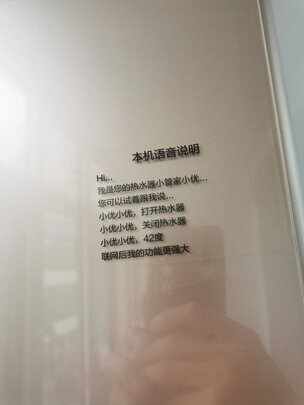 本机语音说明
Hi...
我是您的热水器小管家小优...
您可以试着跟我说...
小优小优，打开热水器
小优小优，关闭热水器
小优小优，42度
联网后我的功能更强大